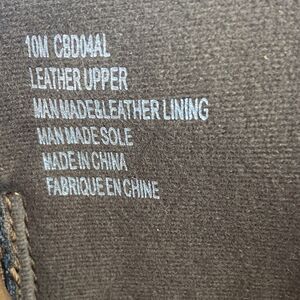 10M CBD04AL
LEATHER UPPER
MAN MADE&LEATHER LINING
MAN MADE SOLE
MADE IN CHINA
FABRIQUE EN CHINE